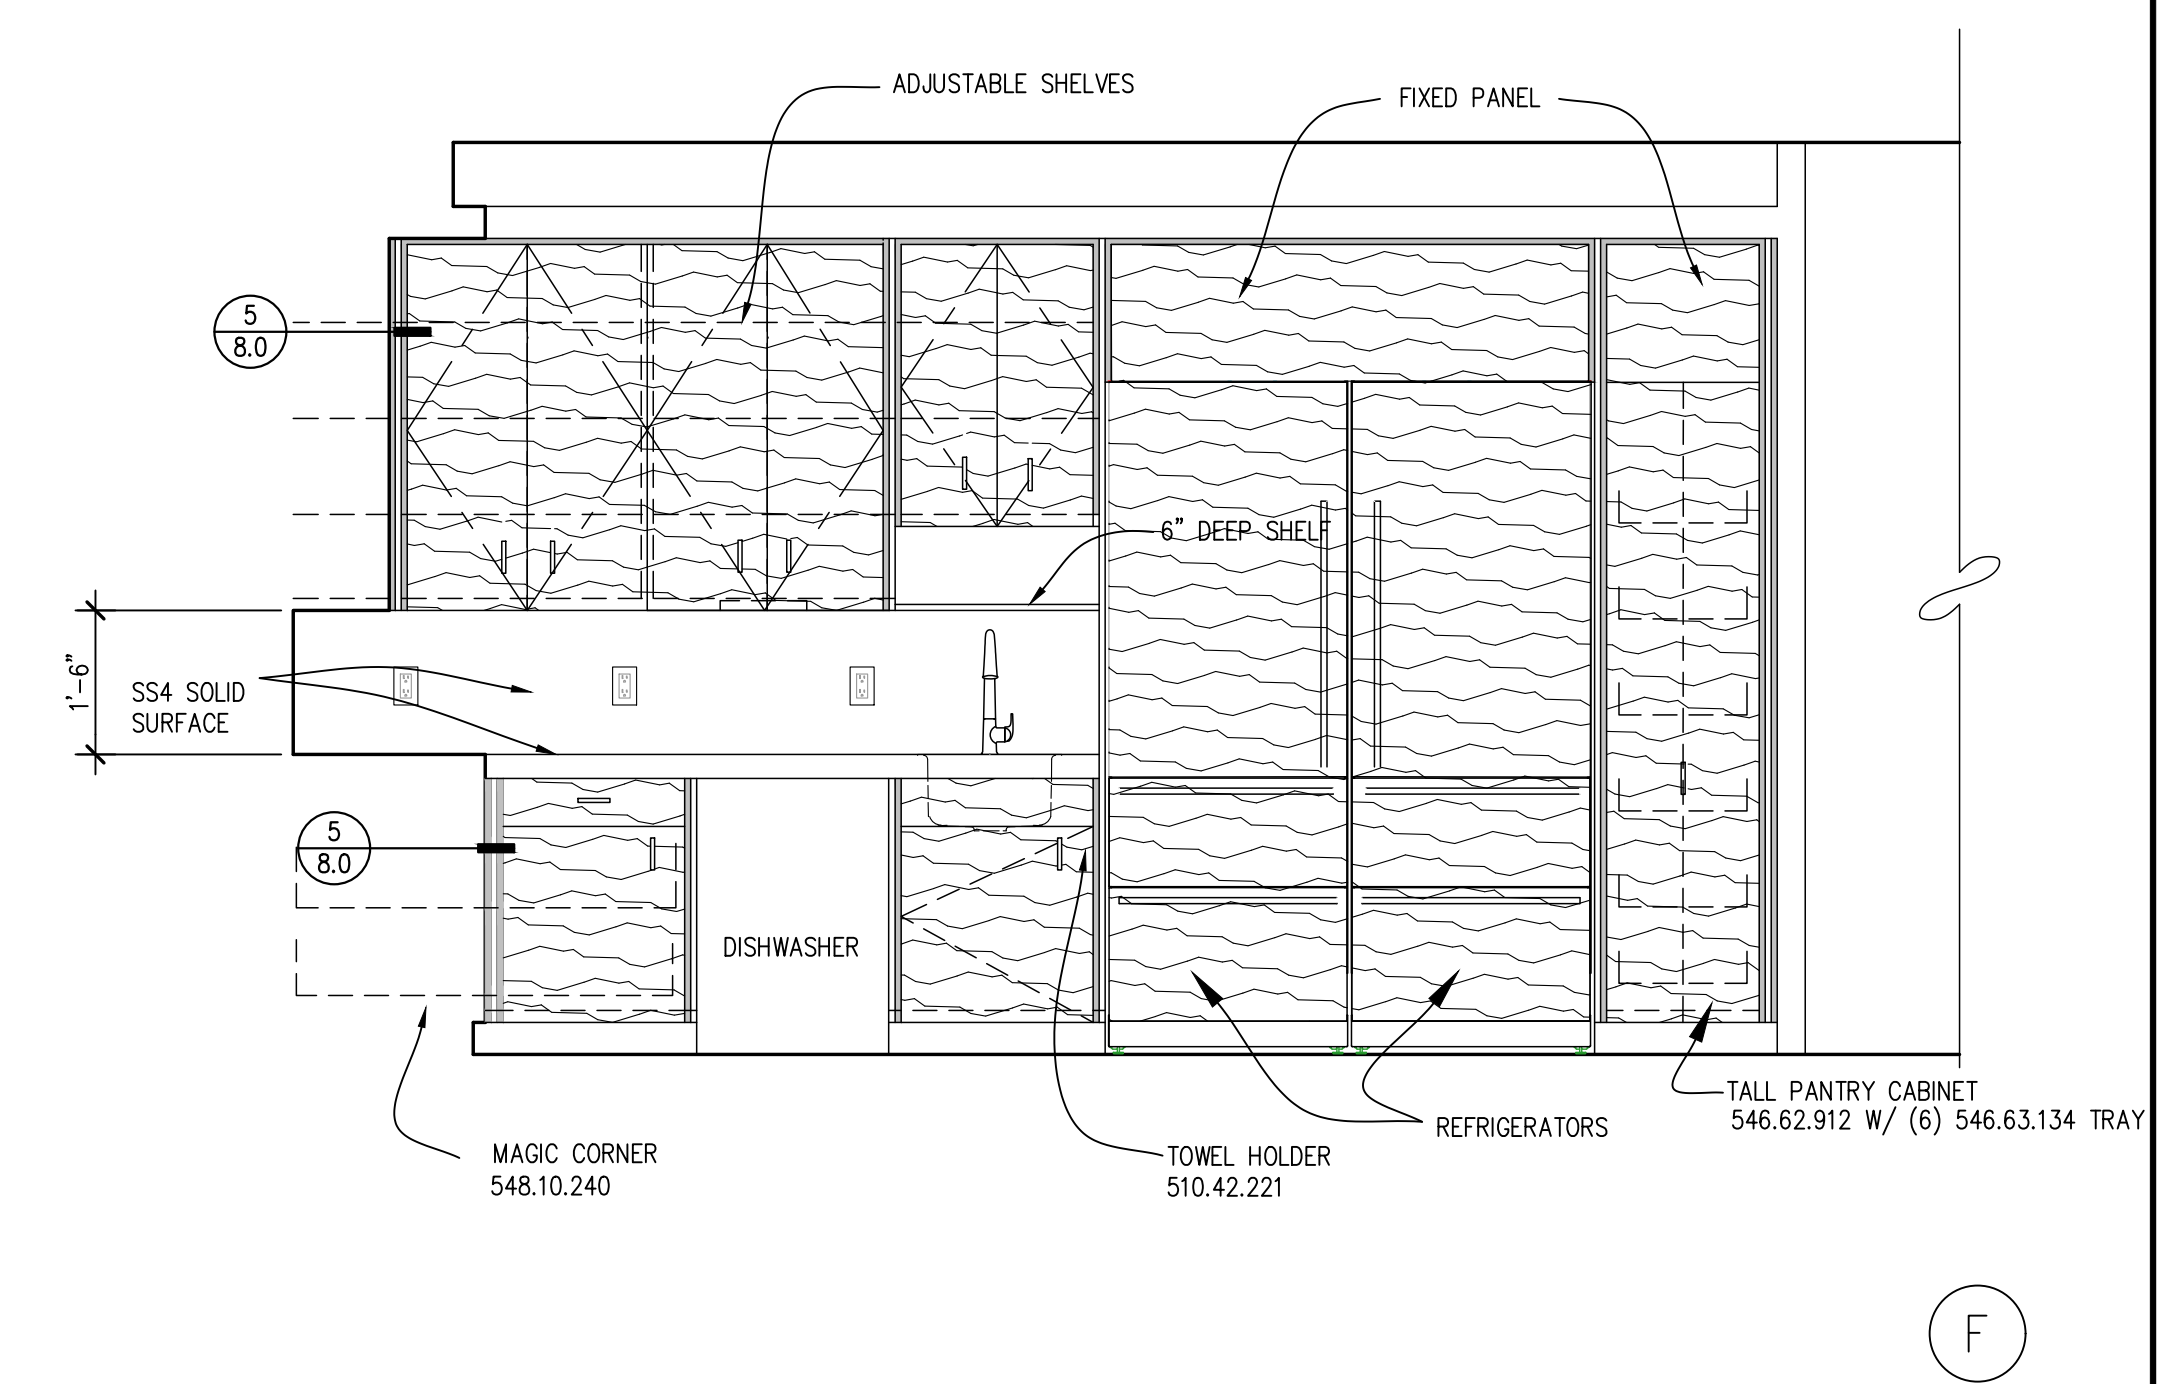 ADJUSTABLE SHELVES
FIXED PANEL
5
8.0
6" DEEP SHELF
1'-6"
SS4 SOLID
SURFACE
5
8.0
DISHWASHER
TALL PANTRY CABINET
546.62.912 W/ (6) 546.63.134 TRAY
REFRIGERATORS
MAGIC CORNER
548.10.240
TOWEL HOLDER
510.42.221
F